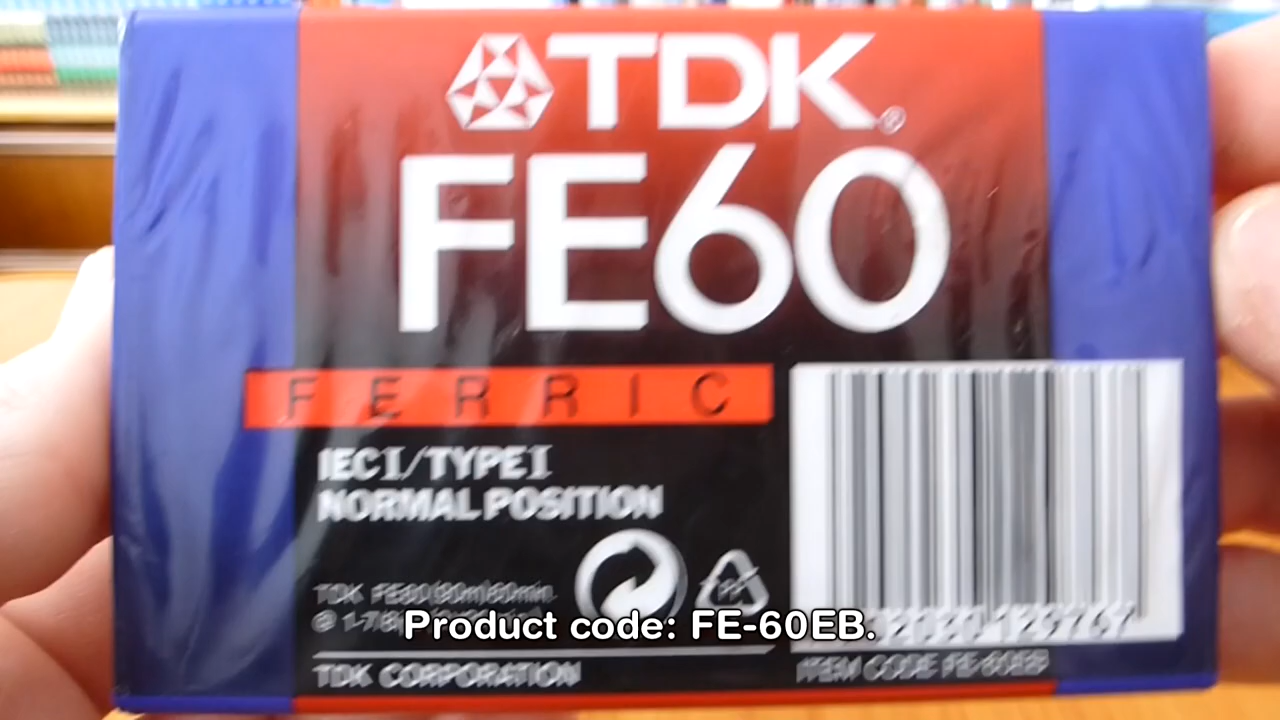 TDK®
FE60
FERRIC
IEC I/TYPE I
NORMAL POSITION
TDK FE60 (90m) 60min.
@ 1-7/8
Product code: FE-60EB.
TDK CORPORATION
ITEM CODE FE-60EB